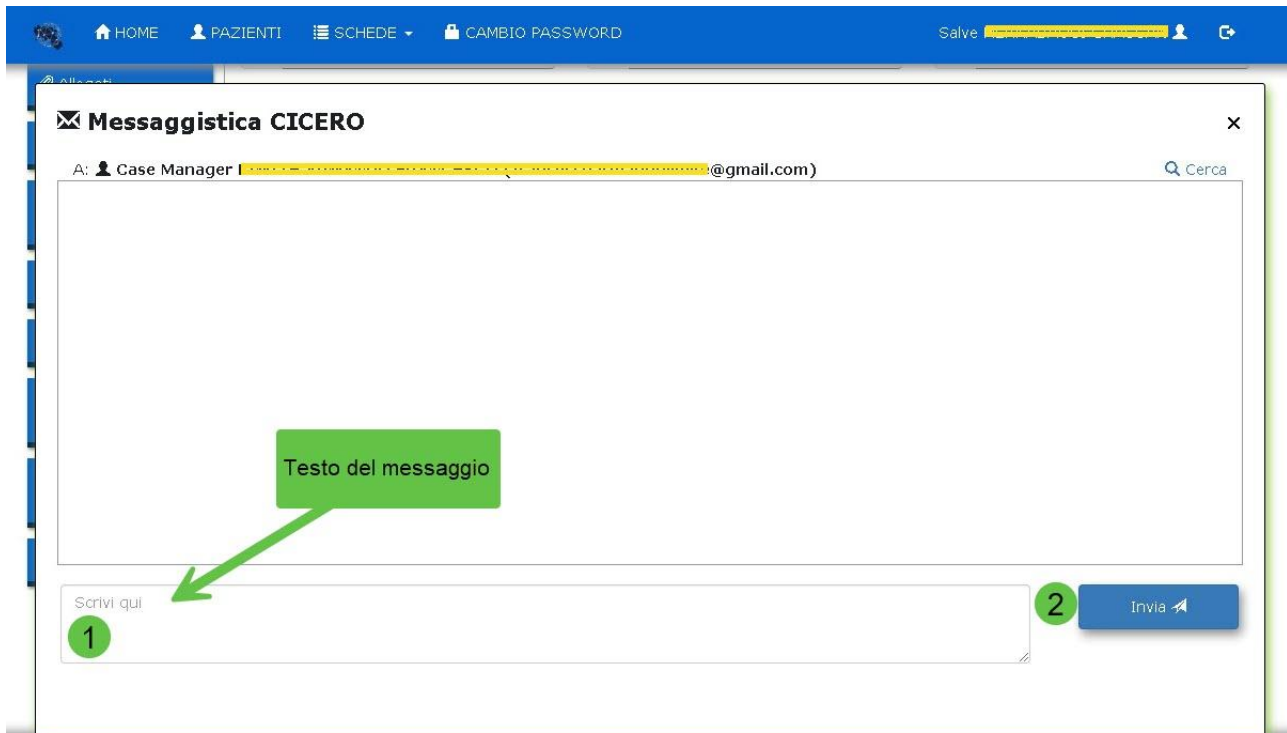 HOME PAZIENTI SCHEDE CAMBIO PASSWORD Salve
Allegati
Messaggistica CICERO ×
A: Case Manager @gmail.com) Cerca
Testo del messaggio
Scrivi qui
1
2 Invia